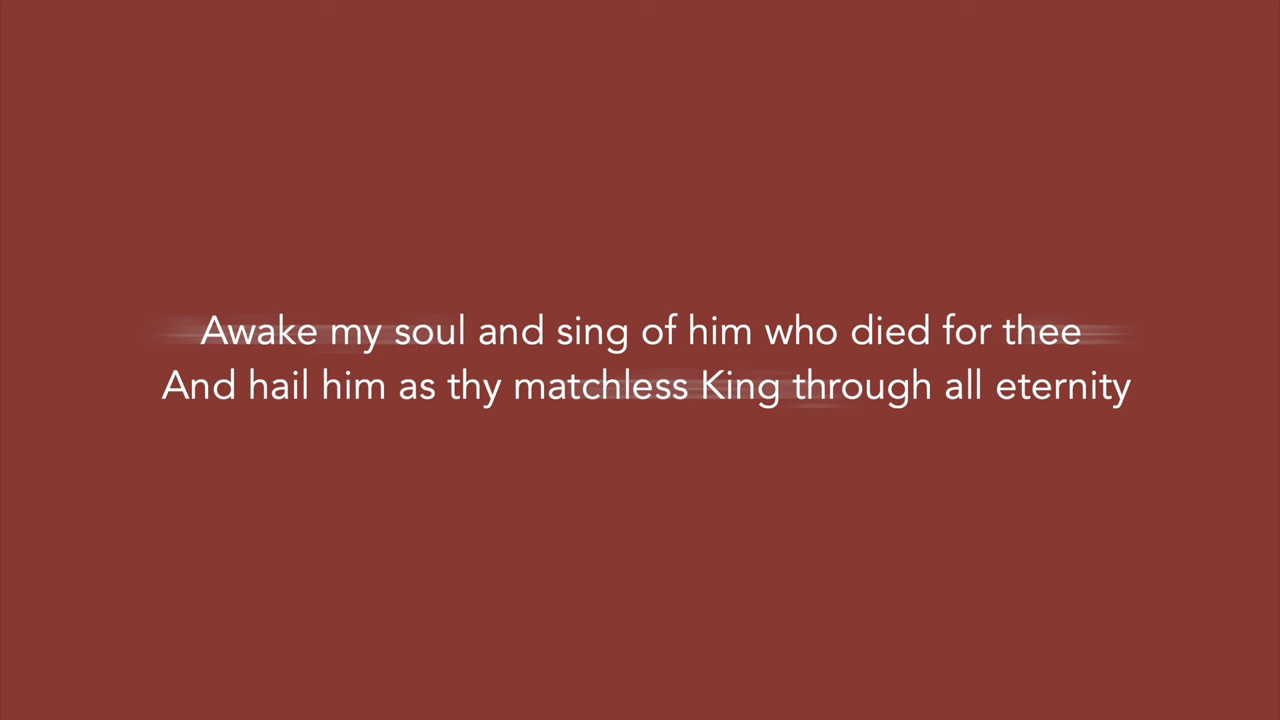 Awake my soul and sing of him who died for thee
And hail him as thy matchless King through all eternity